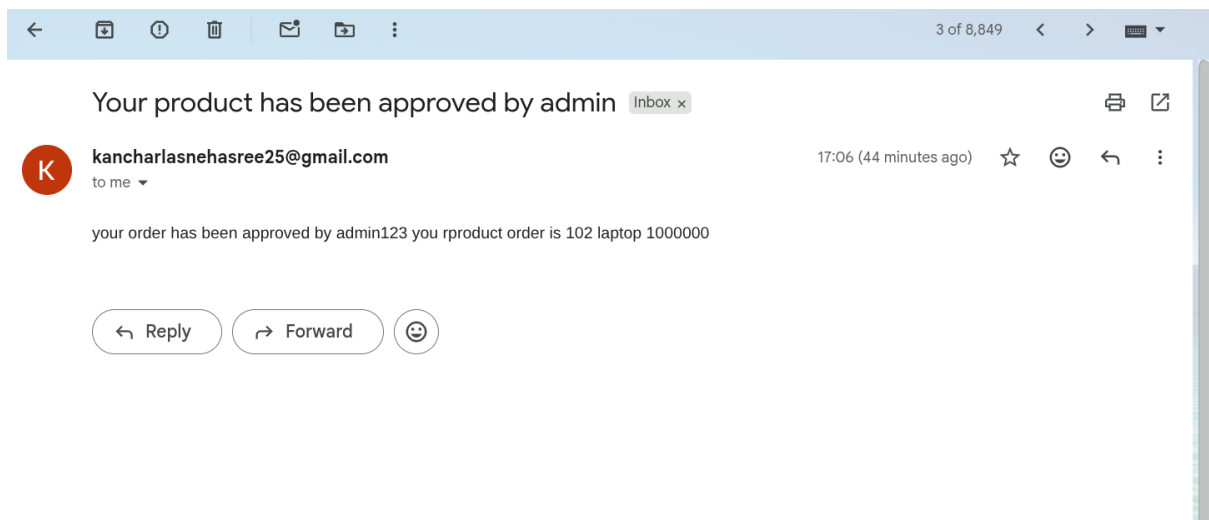 3 of 8,849
Your product has been approved by admin Inbox ×
K
kancharlasnehasree25@gmail.com 17:06 (44 minutes ago)
to me
your order has been approved by admin123 you rproduct order is 102 laptop 1000000
Reply Forward